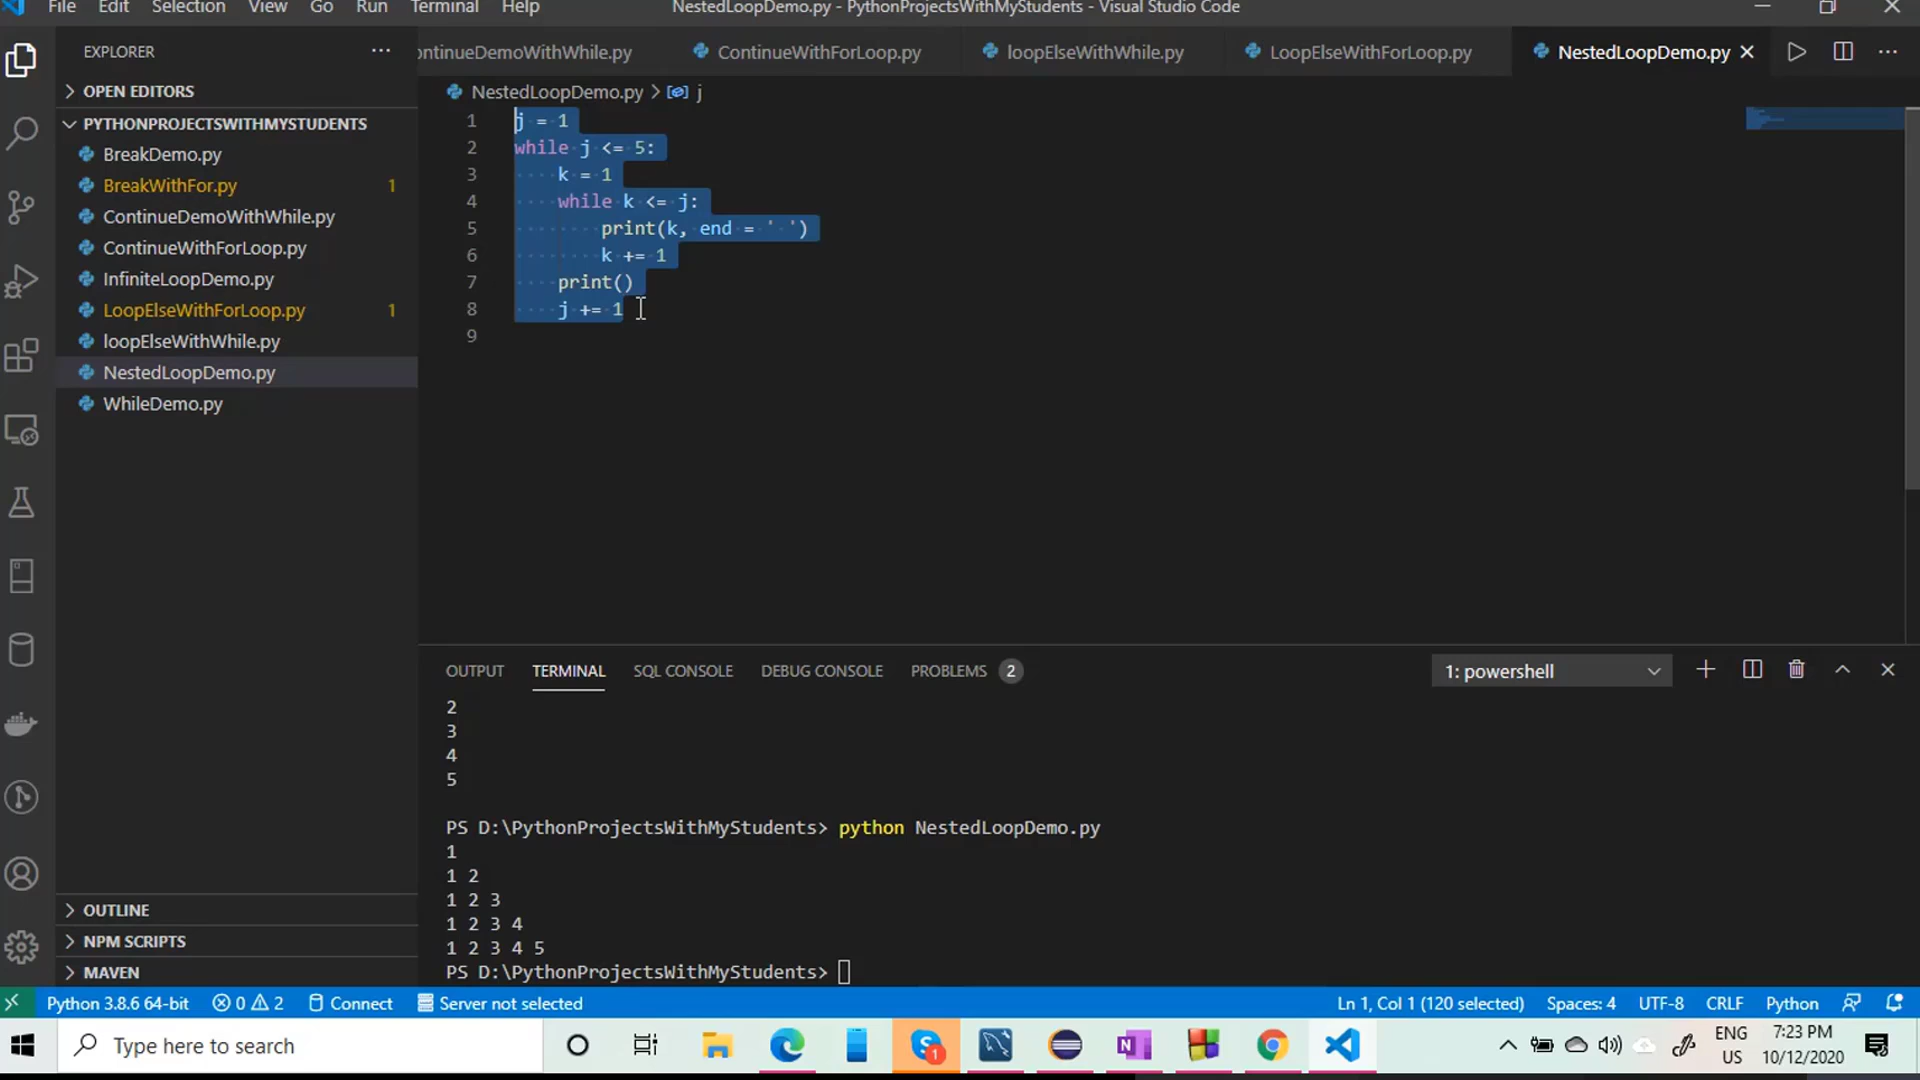 File Edit Selection View Go Run Terminal Help
NestedLoopDemo.py - PythonProjectsWithMyStudents - Visual Studio Code
EXPLORER
ontinueDemoWithWhile.py
ContinueWithForLoop.py
loopElseWithWhile.py
LoopElseWithForLoop.py
NestedLoopDemo.py
OPEN EDITORS
PYTHONPROJECTSWITHMYSTUDENTS
BreakDemo.py
BreakWithFor.py 1
ContinueDemoWithWhile.py
ContinueWithForLoop.py
InfiniteLoopDemo.py
LoopElseWithForLoop.py 1
loopElseWithWhile.py
NestedLoopDemo.py
WhileDemo.py
OUTLINE
NPM SCRIPTS
MAVEN
NestedLoopDemo.py > j
1 j = 1
2 while j <= 5:
3     k = 1
4     while k <= j:
5         print(k, end = ' ')
6         k += 1
7     print()
8     j += 1
9
OUTPUT TERMINAL SQL CONSOLE DEBUG CONSOLE PROBLEMS 2
1: powershell
2
3
4
5
PS D:\PythonProjectsWithMyStudents> python NestedLoopDemo.py
1
1 2
1 2 3
1 2 3 4
1 2 3 4 5
PS D:\PythonProjectsWithMyStudents>
Python 3.8.6 64-bit 0 2 Connect Server not selected
Ln 1, Col 1 (120 selected) Spaces: 4 UTF-8 CRLF Python
Type here to search
1
ENG
US
7:23 PM
10/12/2020